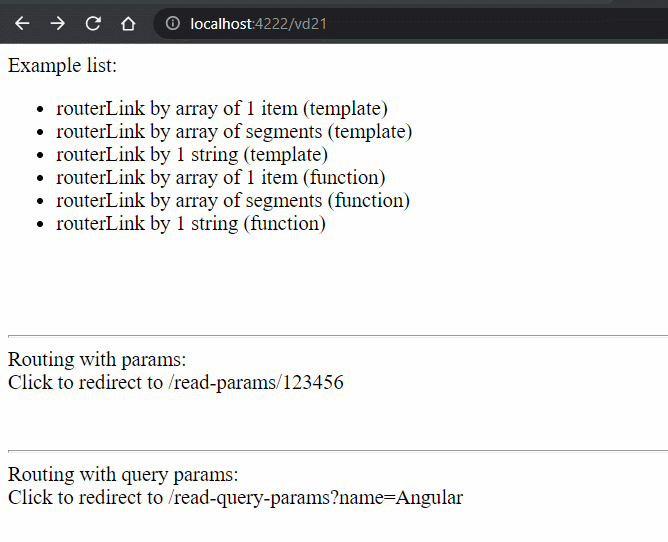 localhost:4222/vd21
Example list:
routerLink by array of 1 item (template)
routerLink by array of segments (template)
routerLink by 1 string (template)
routerLink by array of 1 item (function)
routerLink by array of segments (function)
routerLink by 1 string (function)
Routing with params:
Click to redirect to /read-params/123456
Routing with query params:
Click to redirect to /read-query-params?name=Angular